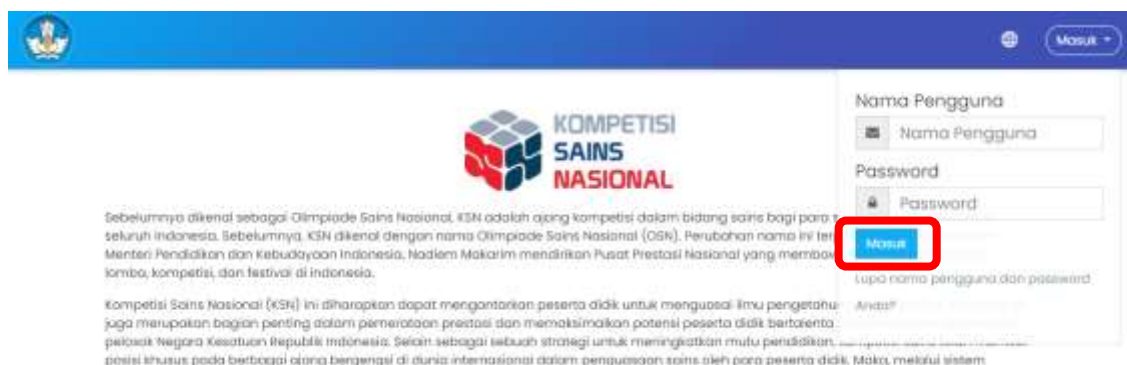 Masuk
Nama Pengguna
Nama Pengguna
Password
Password
Masuk
Lupa nama pengguna dan password
Anda?
KOMPETISI
SAINS
NASIONAL
Sebelumnya dikenal sebagai Olimpiade Sains Nasional, KSN adalah ajang kompetisi dalam bidang sains bagi para
seluruh Indonesia. Sebelumnya, KSN dikenal dengan nama Olimpiade Sains Nasional (OSN). Perubahan nama ini
Menteri Pendidikan dan Kebudayaan Indonesia, Nadiem Makarim mendirikan Pusat Prestasi Nasional yang
lomba, kompetisi, dan festival di indonesia.
Kompetisi Sains Nasional (KSN) ini diharapkan dapat mengantarkan peserta didik untuk menguasai ilmu
juga merupakan bagian penting dalam pemerataan prestasi dan memaksimalkan potensi peserta didik bertalenta
pelosok Negara Kesatuan Republik Indonesia. Selain sebagai sebuah strategi untuk meningkatkan mutu pendidikan,
posisi khusus pada berbagai ajang bergengsi di dunia internasional dalam penguasaan sains oleh para peserta didik. Maka, melalui sistem